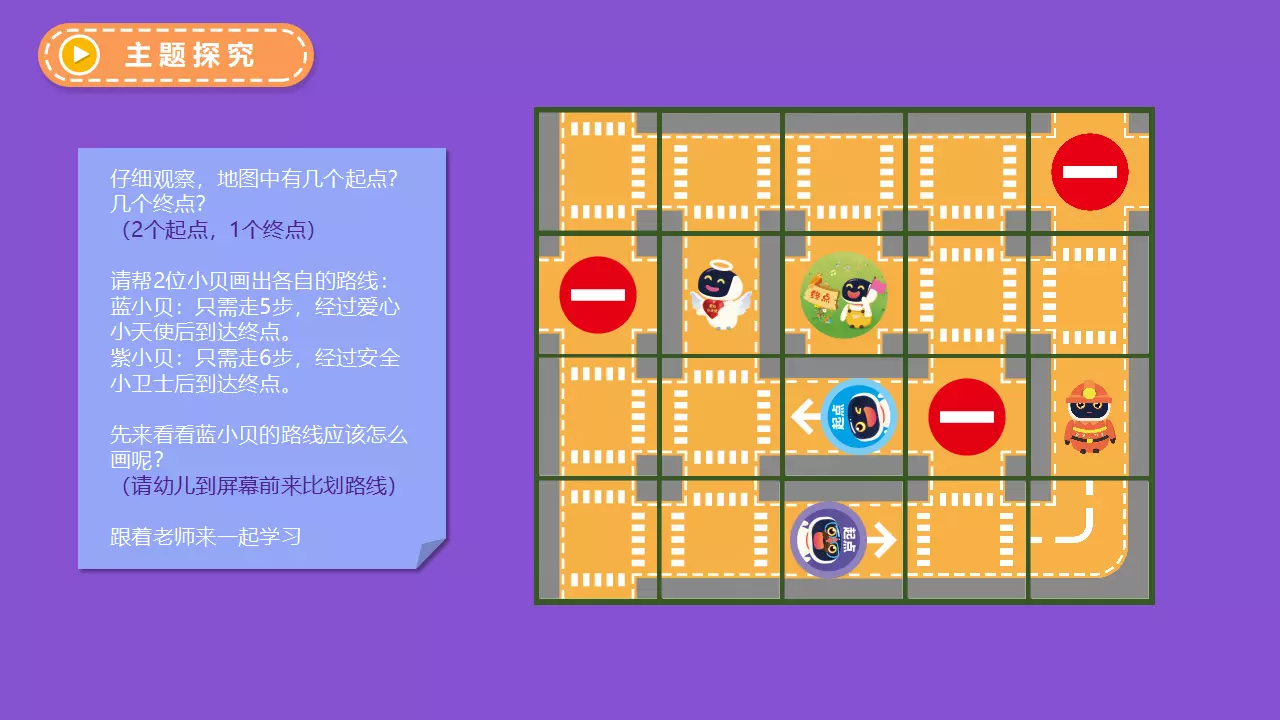 主题探究
仔细观察，地图中有几个起点？
几个终点？
（2个起点，1个终点）
请帮2位小贝画出各自的路线：
蓝小贝：只需走5步，经过爱心
小天使后到达终点。
紫小贝：只需走6步，经过安全
小卫士后到达终点。
先来看看蓝小贝的路线应该怎么
画呢？
（请幼儿到屏幕前来比划路线）
跟着老师来一起学习
终点
起点
起点